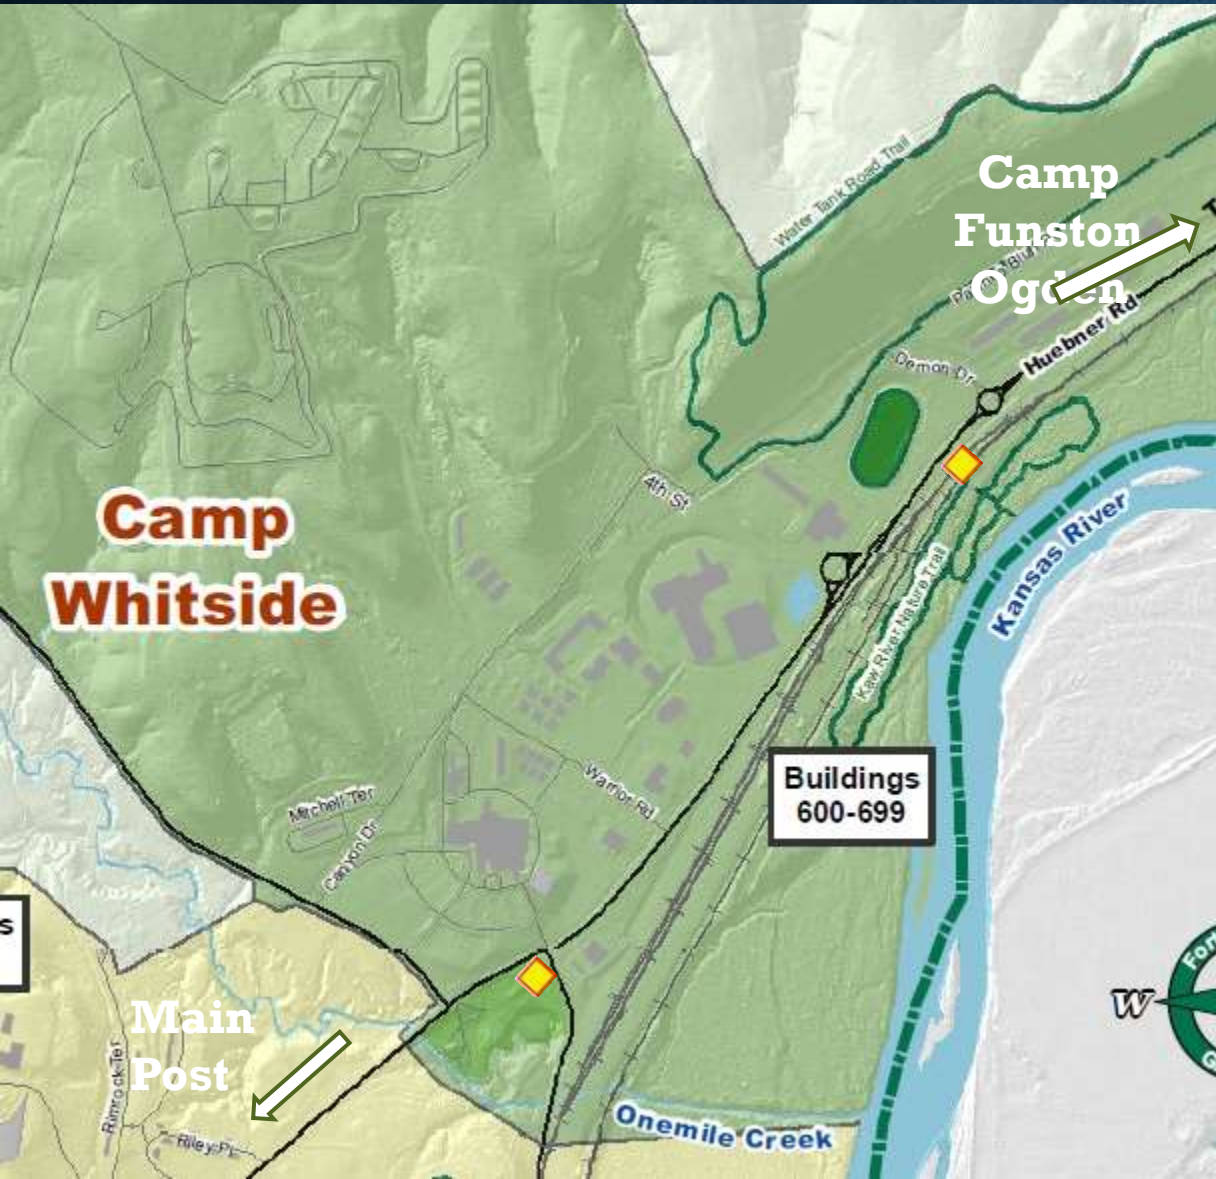 Water Tank Road Trail
Camp
Funston
Ogden
T
Huebner Rd
Demon Dr
4th St
Camp
Whitside
Kansas River
Kaw River Nature Trail
Buildings
600-699
Warrior Rd
Mitchell Ter
Canyon Dr
s
For
W
G
Main
Post
Rimrock Ter
Riley Pl
Onemile Creek